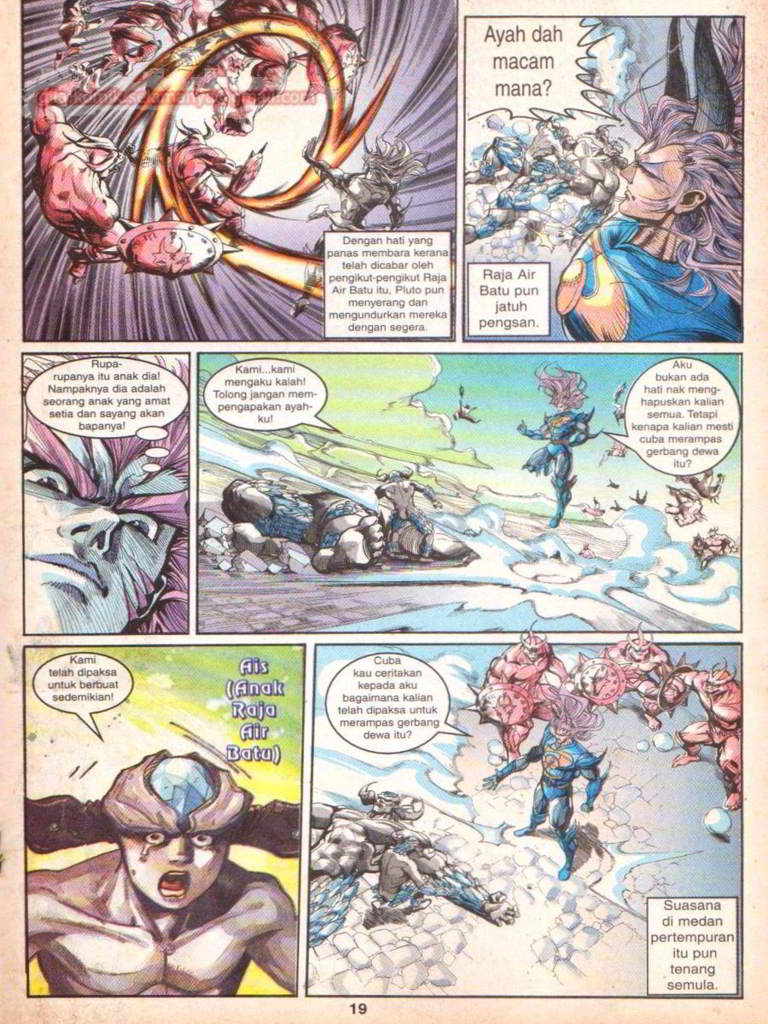 Dengan hati yang
panas membara kerana
telah dicabar oleh
pengikut-pengikut Raja
Air Batu itu, Pluto pun
menyerang dan
mengundurkan mereka
dengan segera.
Ayah dah
macam
mana?
Raja Air
Batu pun
jatuh
pengsan.
Rupa-
rupanya itu anak dia!
Nampaknya dia adalah
seorang anak yang amat
setia dan sayang akan
bapanya!
Kami...kami
mengaku kalah!
Tolong jangan mem-
pengapakan ayah-
ku!
Aku
bukan ada
hati nak meng-
hapuskan kalian
semua. Tetapi
kenapa kalian mesti
cuba merampas
gerbang dewa
itu?
Kami
telah dipaksa
untuk berbuat
sedemikian!
Ais
(Anak
Raja
Air
Batu)
Cuba
kau ceritakan
kepada aku
bagaimana kalian
telah dipaksa untuk
merampas gerbang
dewa itu?
Suasana
di medan
pertempuran
itu pun
tenang
semula.
19